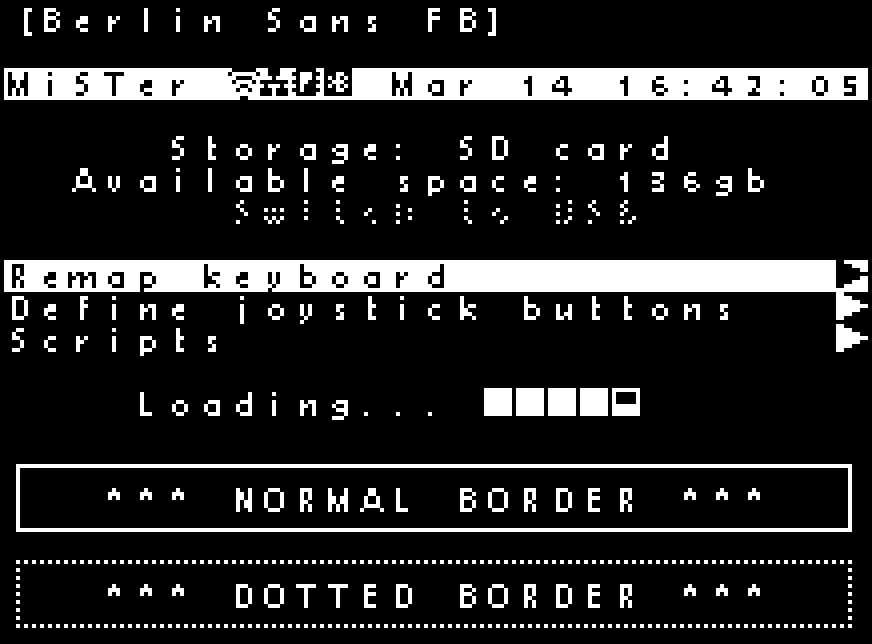 [Berlin Sans FB]
MiSTer Mar 14 16:42:05
Storage: SD card
Available space: 136gb
Switch to USB
Remap keyboard
Define joystick buttons
Scripts
Loading...
*** NORMAL BORDER ***
*** DOTTED BORDER ***